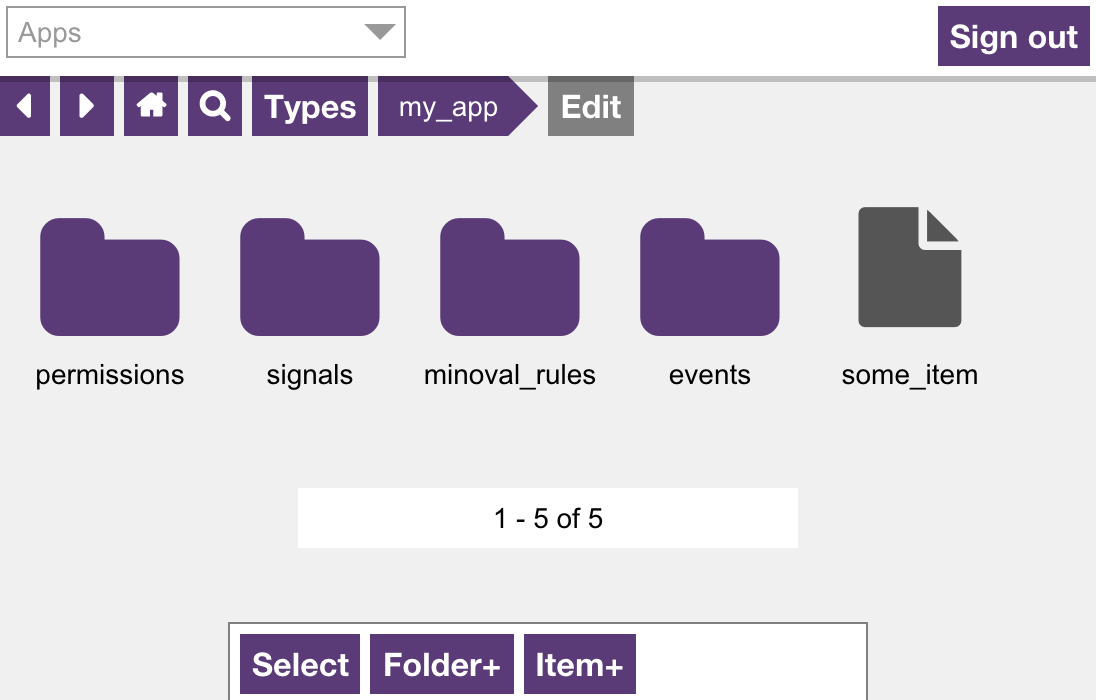 Apps
Sign out
Types my_app Edit
permissions signals minoval_rules events some_item
1 - 5 of 5
Select Folder+ Item+